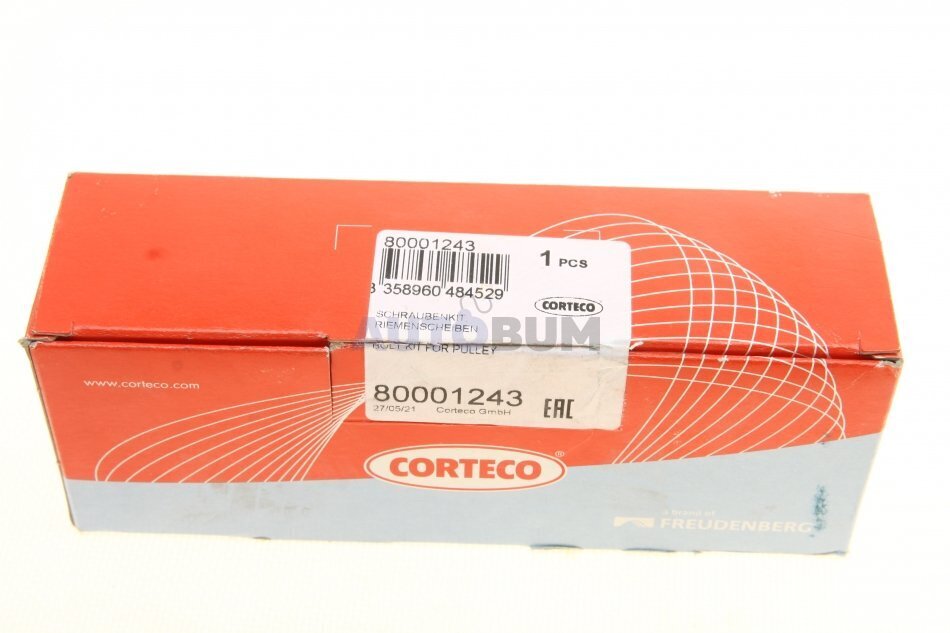 80001243
1 PCS
3 358960 484529
CORTECO
SCHRAUBENKIT
RIEMENSCHEIBEN
AUTOBUM
BOLT KIT FOR PULLEY
www.corteco.com
80001243
27/05/21 Corteco GmbH
EAC
CORTECO®
a brand of
FREUDENBERG